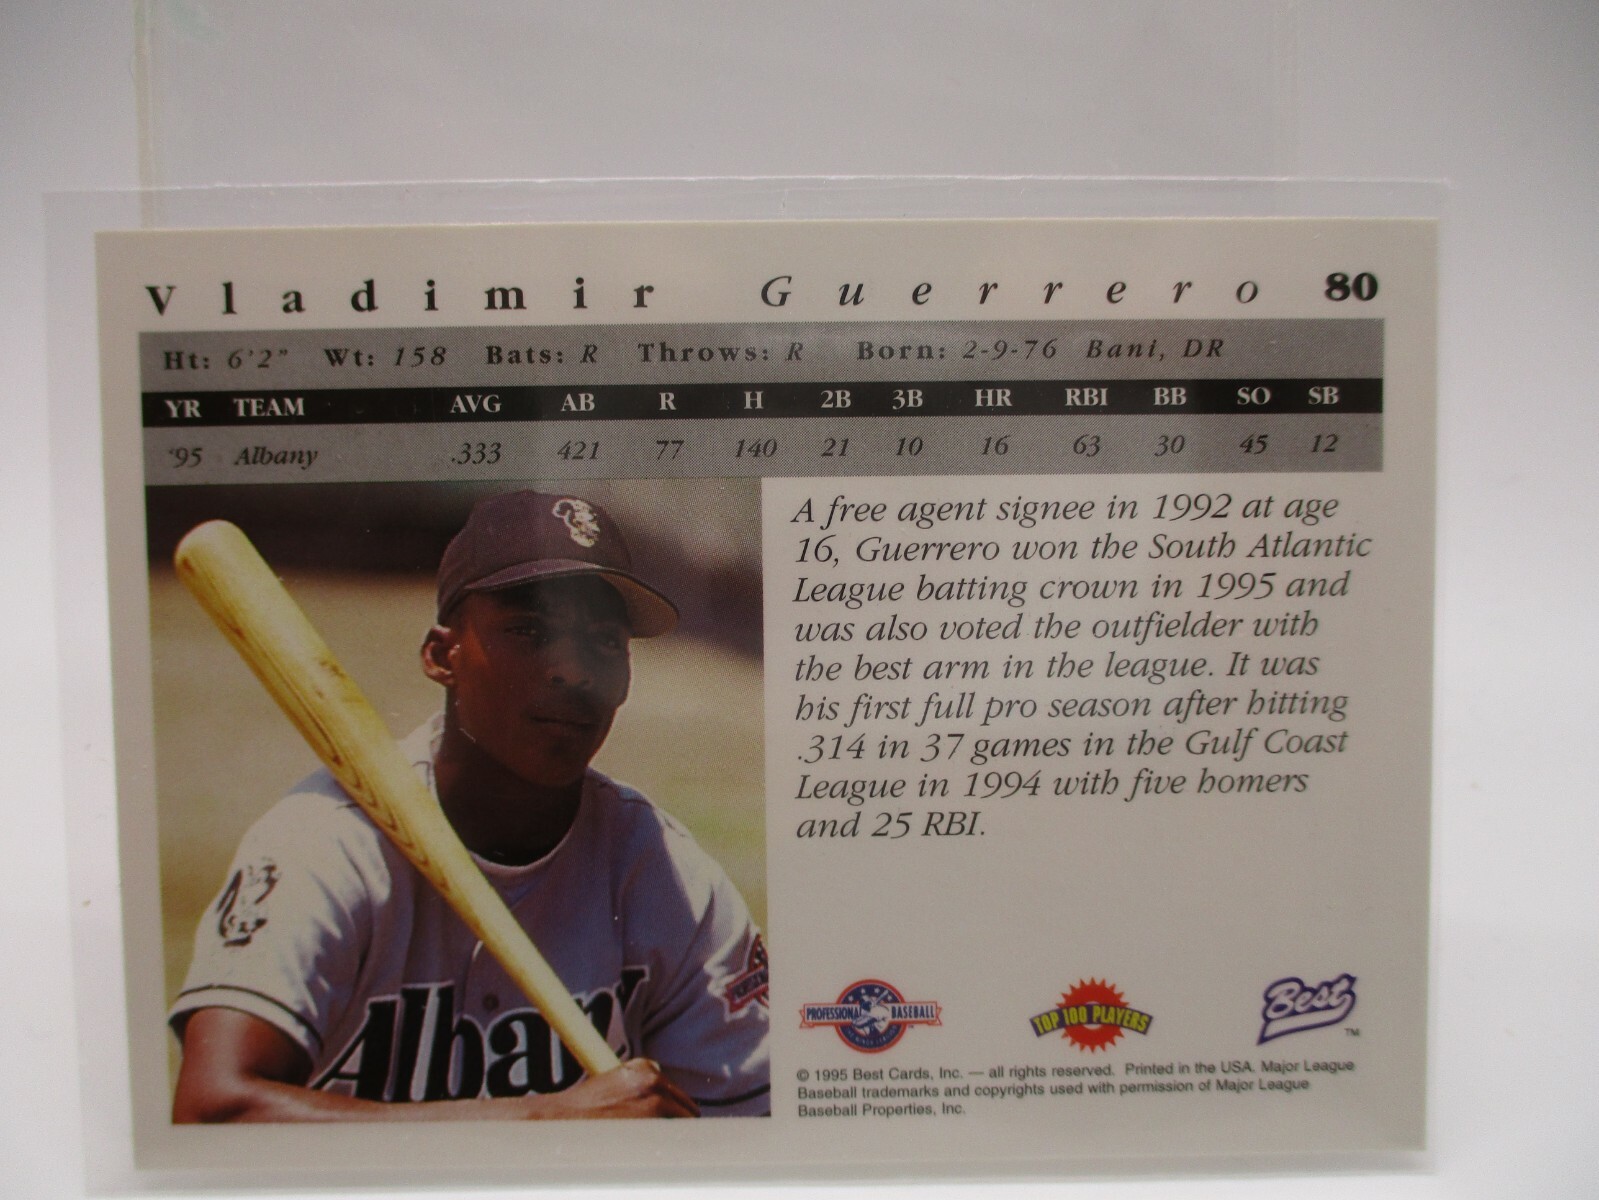 Vladimir Guerrero 80
Ht: 6'2" Wt: 158 Bats: R Throws: R Born: 2-9-76 Bani, DR
YR TEAM AVG AB R H 2B 3B HR RBI BB SO SB
'95 Albany .333 421 77 140 21 10 16 63 30 45 12
A free agent signee in 1992 at age
16, Guerrero won the South Atlantic
League batting crown in 1995 and
was also voted the outfielder with
the best arm in the league. It was
his first full pro season after hitting
.314 in 37 games in the Gulf Coast
League in 1994 with five homers
and 25 RBI.
Albany
PROFESSIONAL BASEBALL
TOP 100 PLAYERS
Best™
© 1995 Best Cards, Inc. — all rights reserved. Printed in the USA. Major League
Baseball trademarks and copyrights used with permission of Major League
Baseball Properties, Inc.